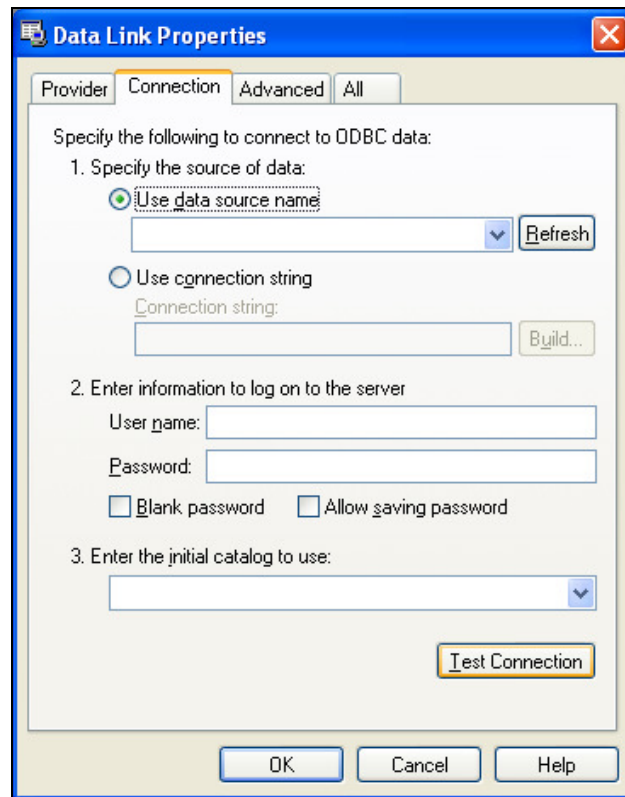 Data Link Properties
Provider Connection Advanced All
Specify the following to connect to ODBC data:
1. Specify the source of data:
Use data source name
Refresh
Use connection string
Connection string:
Build...
2. Enter information to log on to the server
User name:
Password:
Blank password Allow saving password
3. Enter the initial catalog to use:
Test Connection
OK Cancel Help